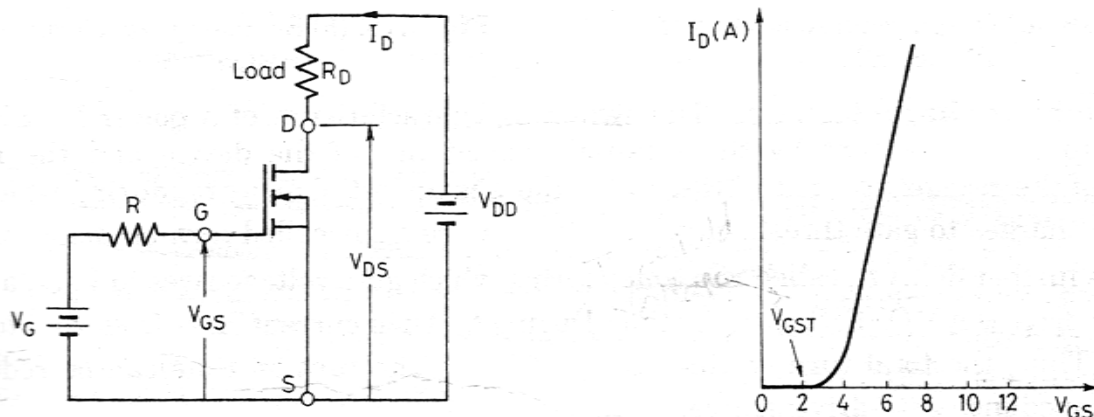 I_D
Load
R_D
D
R
G
V_DD
V_DS
V_G
V_GS
S
I_D(A)
V_GST
0 2 4 6 8 10 12 V_GS